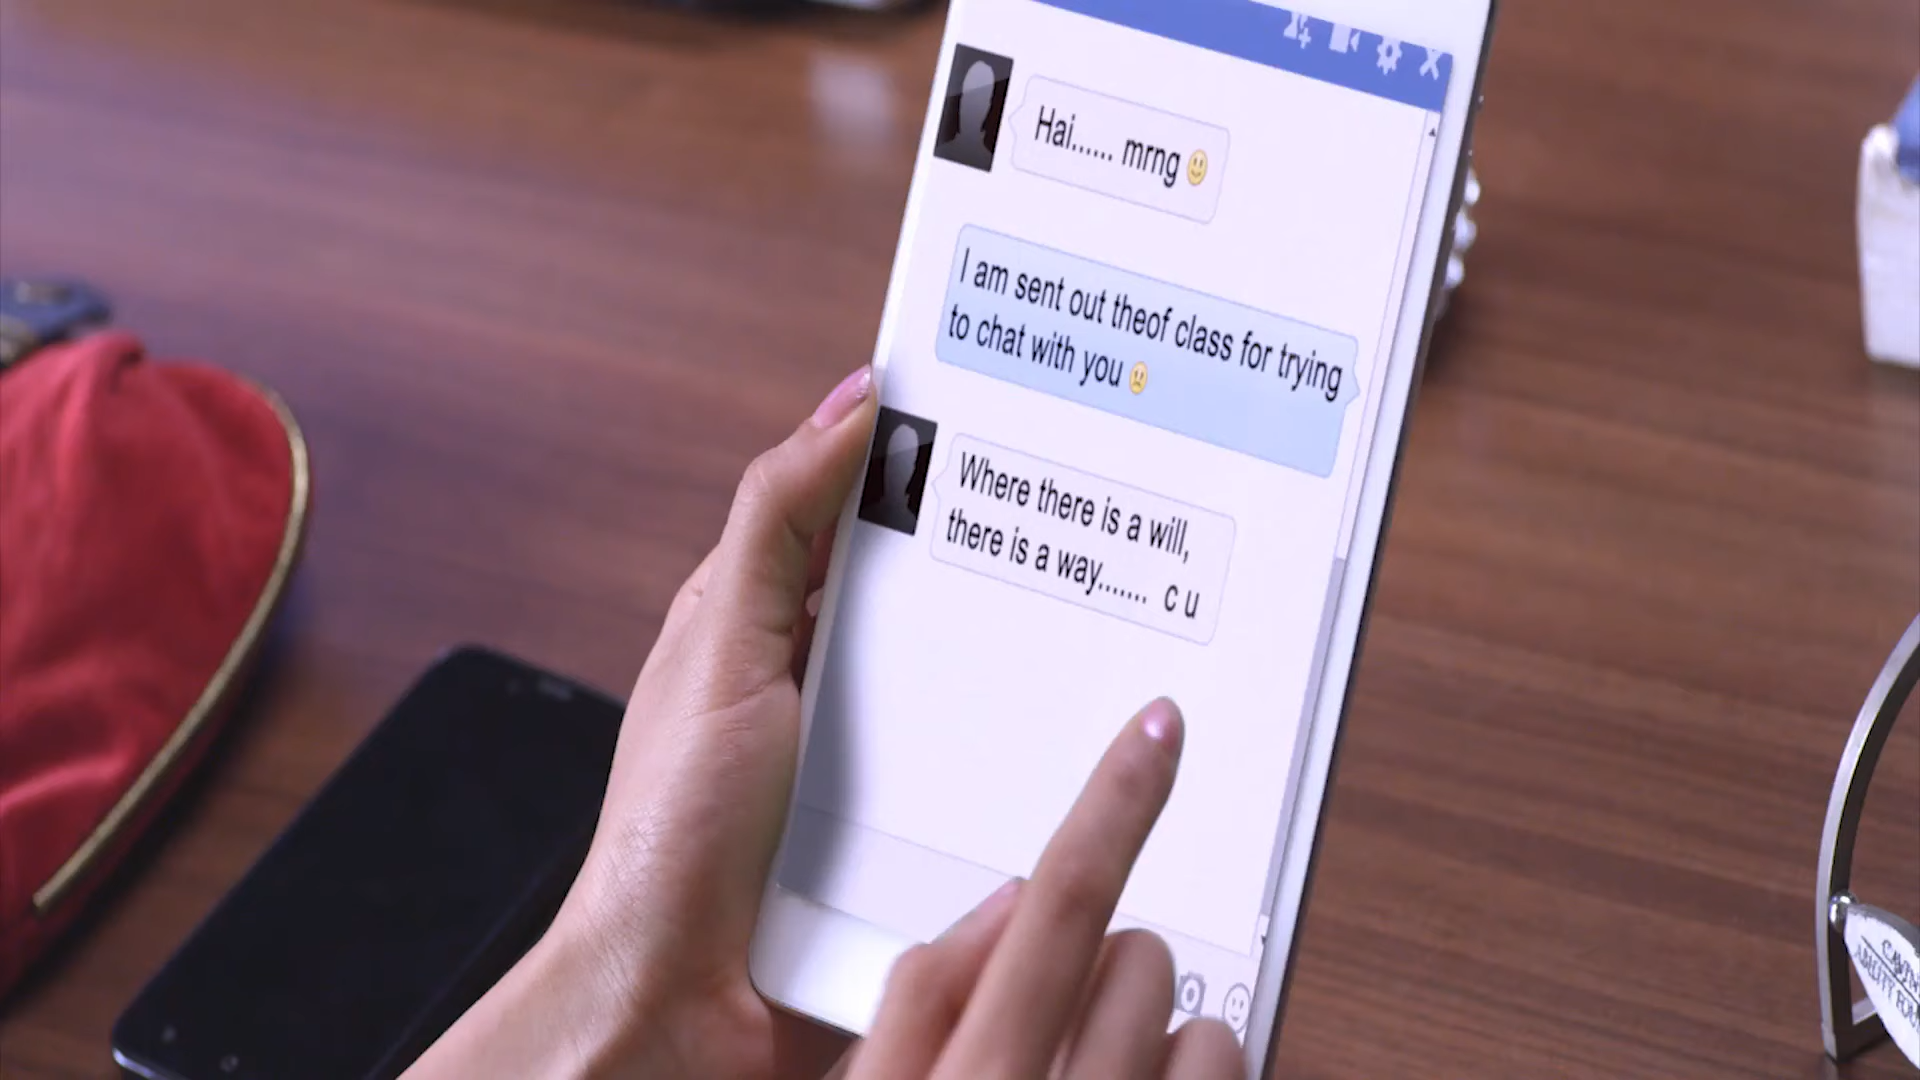 Hai...... mrng
I am sent out theof class for trying
to chat with you
Where there is a will,
there is a way....... c u